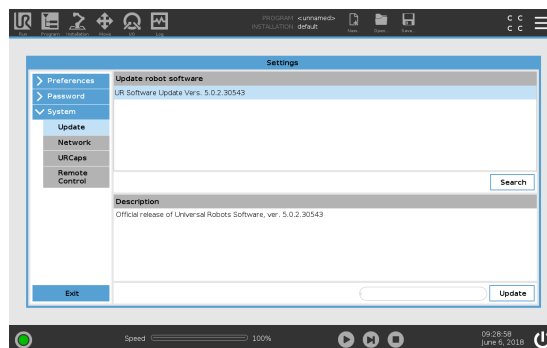 UR
PROGRAM <unnamed>
INSTALLATION default
C C
C C
Run Program Installation Move I/O Log New... Open... Save...
Settings
Preferences
Password
System
Update
Network
URCaps
Remote
Control
Exit
Update robot software
UR Software Update Vers. 5.0.2.30543
Search
Description
Official release of Universal Robots Software, ver. 5.0.2.30543
Update
Speed 100%
09:28:58
June 6, 2018